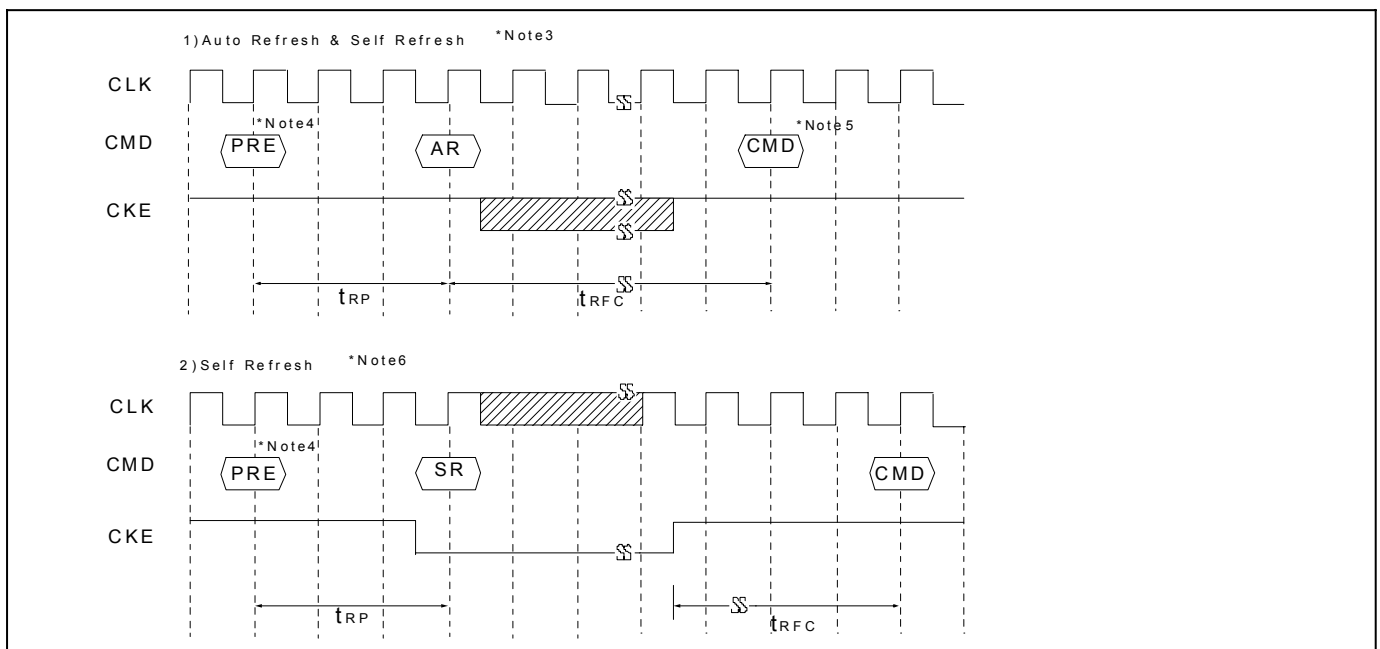 1)Auto Refresh & Self Refresh *Note3
CLK
*Note4 *Note5
CMD PRE AR CMD
CKE
tRP tRFC
2)Self Refresh *Note6
CLK
*Note4
CMD PRE SR CMD
CKE
tRP tRFC